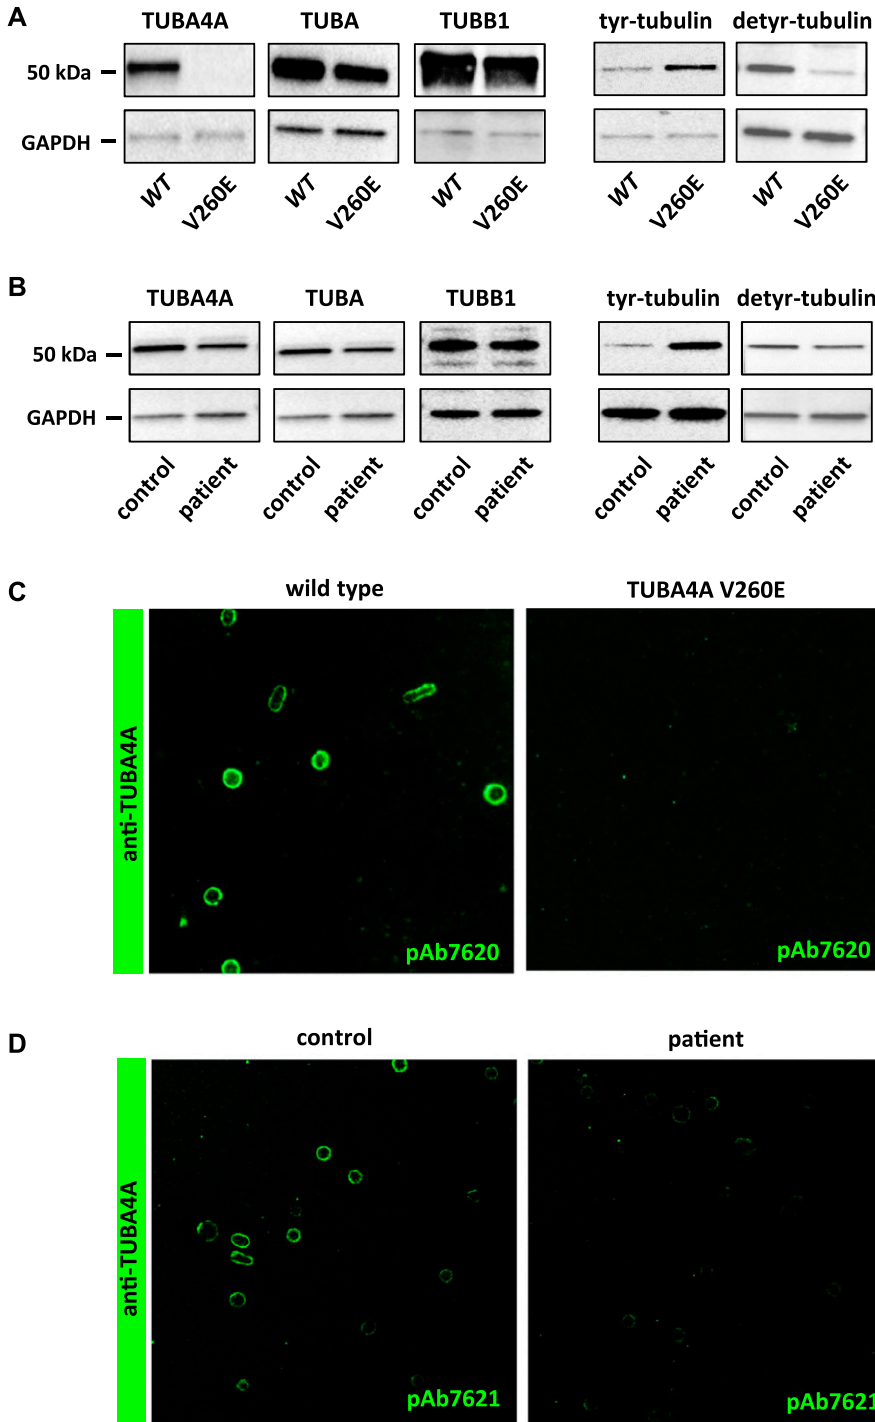 A
TUBA4A TUBA TUBB1 tyr-tubulin detyr-tubulin
50 kDa
GAPDH
WT V260E WT V260E WT V260E WT V260E WT V260E
B
TUBA4A TUBA TUBB1 tyr-tubulin detyr-tubulin
50 kDa
GAPDH
control patient control patient control patient control patient control patient
C
wild type TUBA4A V260E
anti-TUBA4A
pAb7620 pAb7620
D
control patient
anti-TUBA4A
pAb7621 pAb7621